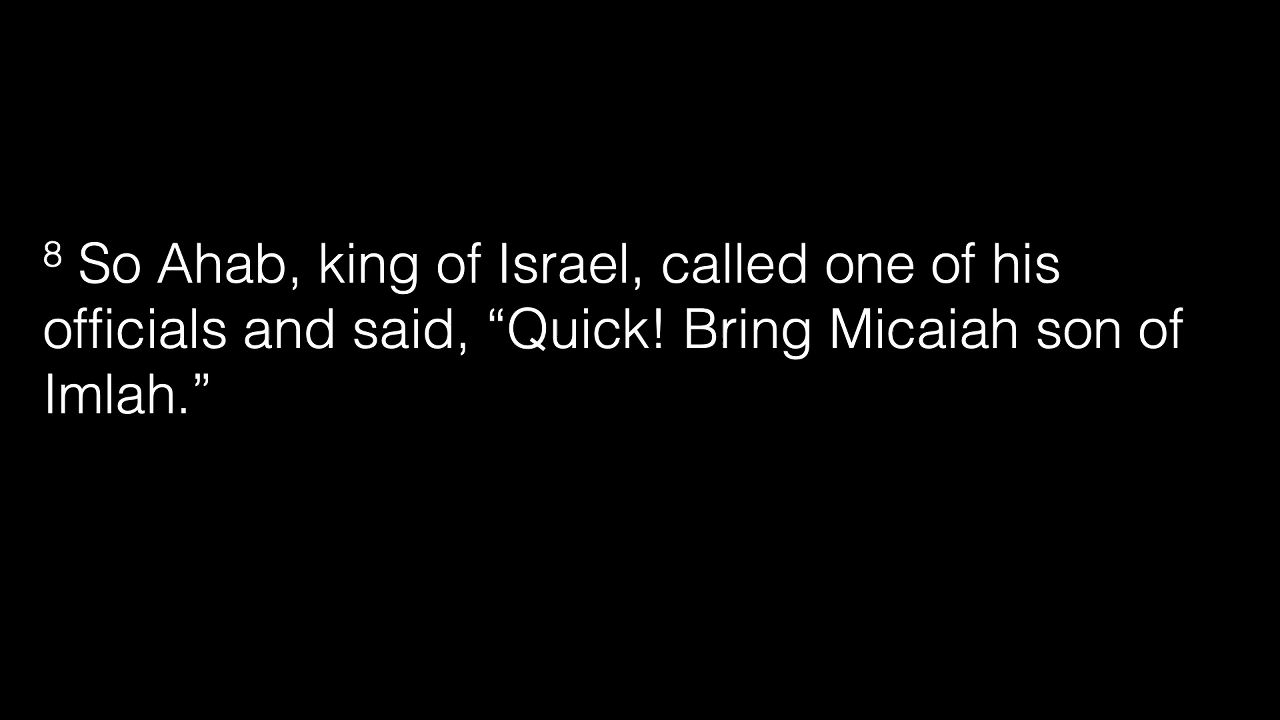 ⁸ So Ahab, king of Israel, called one of his
officials and said, “Quick! Bring Micaiah son of
Imlah.”